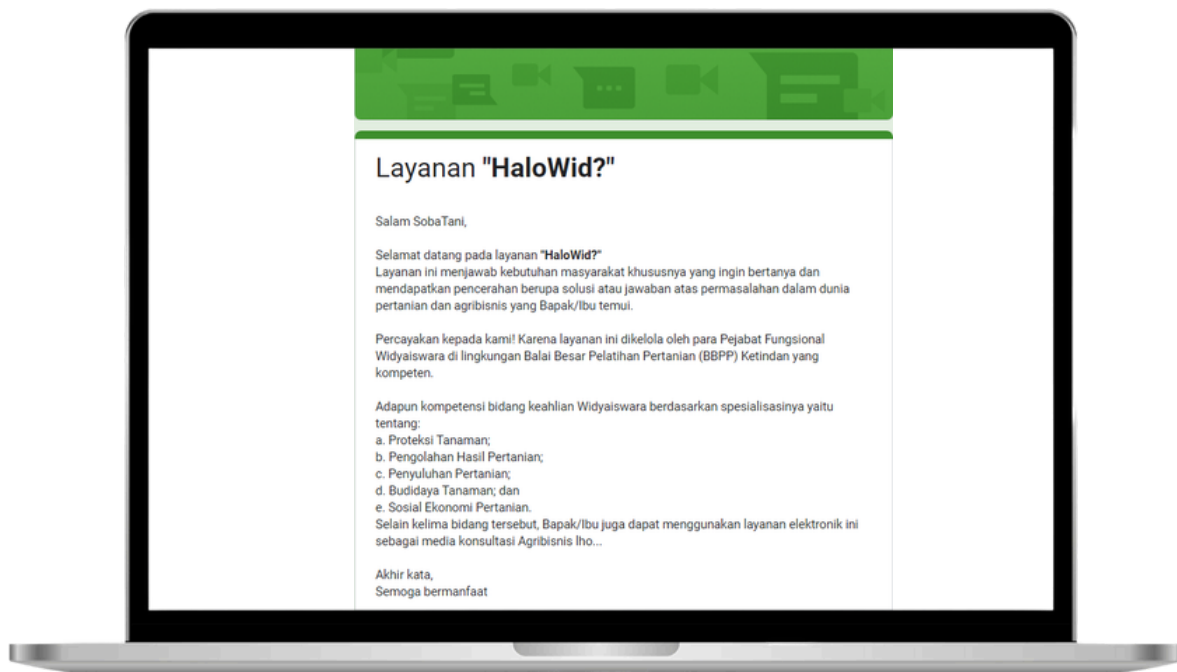 Layanan "HaloWid?"
Salam SobaTani,
Selamat datang pada layanan "HaloWid?"
Layanan ini menjawab kebutuhan masyarakat khususnya yang ingin bertanya dan
mendapatkan pencerahan berupa solusi atau jawaban atas permasalahan dalam dunia
pertanian dan agribisnis yang Bapak/Ibu temui.
Percayakan kepada kami! Karena layanan ini dikelola oleh para Pejabat Fungsional
Widyaiswara di lingkungan Balai Besar Pelatihan Pertanian (BBPP) Ketindan yang
kompeten.
Adapun kompetensi bidang keahlian Widyaiswara berdasarkan spesialisasinya yaitu
tentang:
a. Proteksi Tanaman;
b. Pengolahan Hasil Pertanian;
c. Penyuluhan Pertanian;
d. Budidaya Tanaman; dan
e. Sosial Ekonomi Pertanian.
Selain kelima bidang tersebut, Bapak/Ibu juga dapat menggunakan layanan elektronik ini
sebagai media konsultasi Agribisnis lho...
Akhir kata,
Semoga bermanfaat